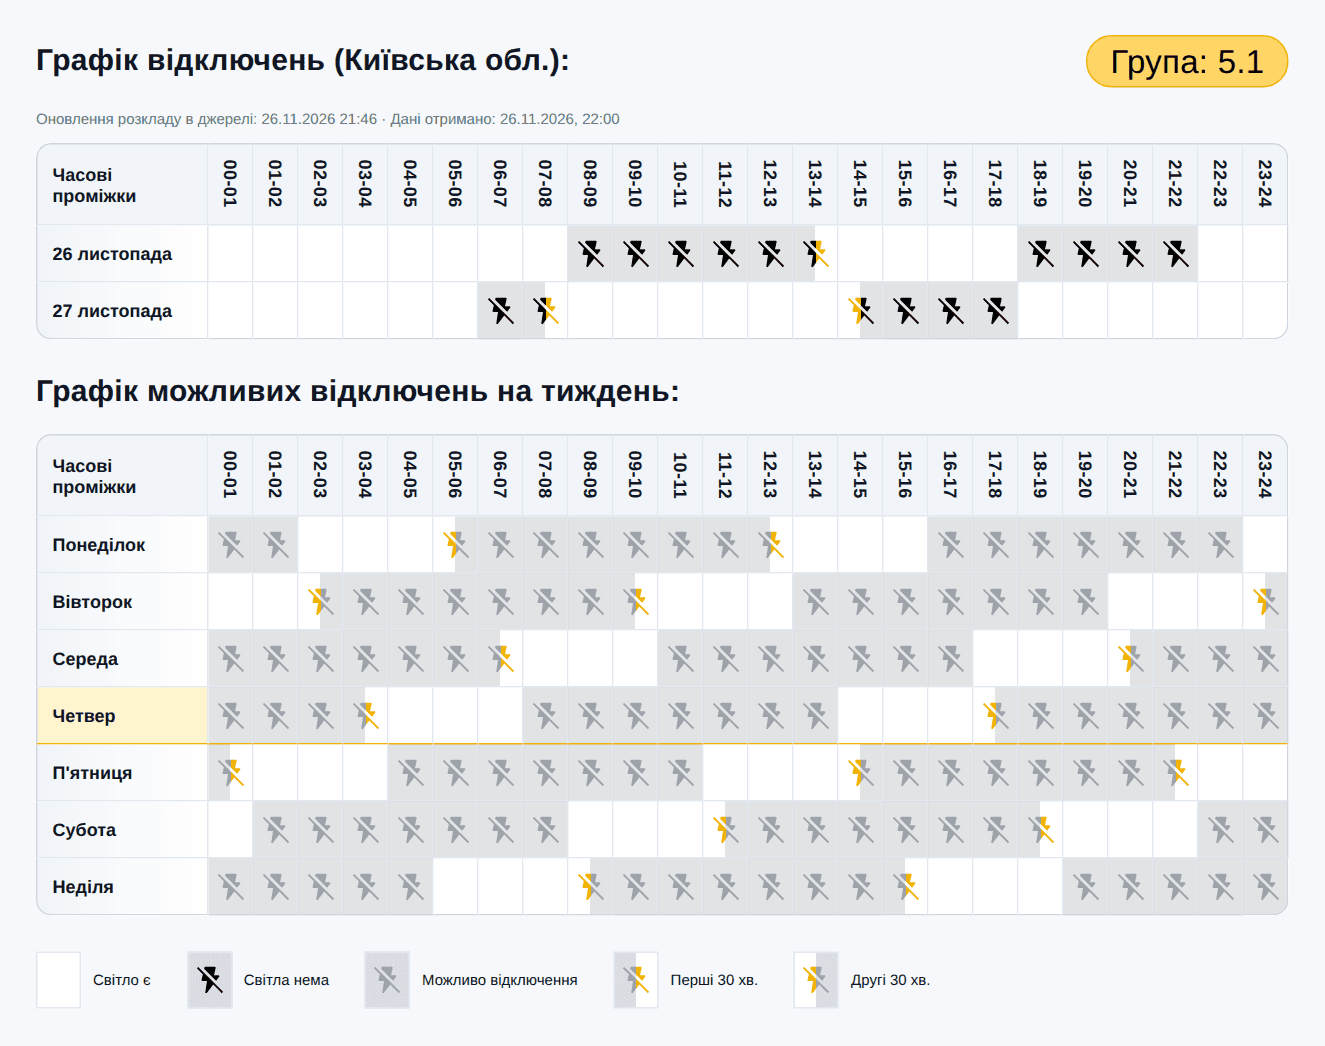 Графік відключень (Київська обл.):
Група: 5.1
Оновлення розкладу в джерелі: 26.11.2026 21:46 · Дані отримано: 26.11.2026, 22:00
Часові
проміжки
00-01 01-02 02-03 03-04 04-05 05-06 06-07 07-08 08-09 09-10 10-11 11-12 12-13 13-14 14-15 15-16 16-17 17-18 18-19 19-20 20-21 21-22 22-23 23-24
26 листопада
27 листопада
Графік можливих відключень на тиждень:
Часові
проміжки
00-01 01-02 02-03 03-04 04-05 05-06 06-07 07-08 08-09 09-10 10-11 11-12 12-13 13-14 14-15 15-16 16-17 17-18 18-19 19-20 20-21 21-22 22-23 23-24
Понеділок
Вівторок
Середа
Четвер
П'ятниця
Субота
Неділя
Світло є
Світла нема
Можливо відключення
Перші 30 хв.
Другі 30 хв.